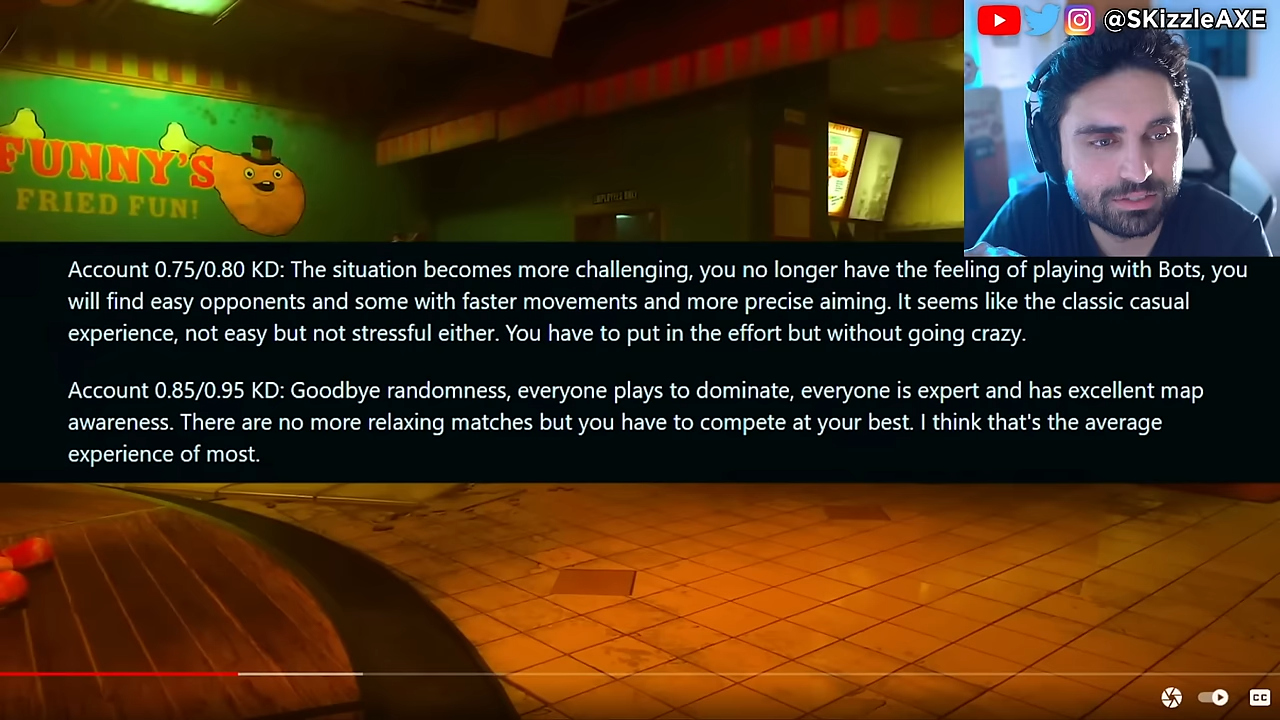 @SKizzleAXE
FUNNY'S
FRIED FUN!
Account 0.75/0.80 KD: The situation becomes more challenging, you no longer have the feeling of playing with Bots, you
will find easy opponents and some with faster movements and more precise aiming. It seems like the classic casual
experience, not easy but not stressful either. You have to put in the effort but without going crazy.
Account 0.85/0.95 KD: Goodbye randomness, everyone plays to dominate, everyone is expert and has excellent map
awareness. There are no more relaxing matches but you have to compete at your best. I think that's the average
experience of most.
CC